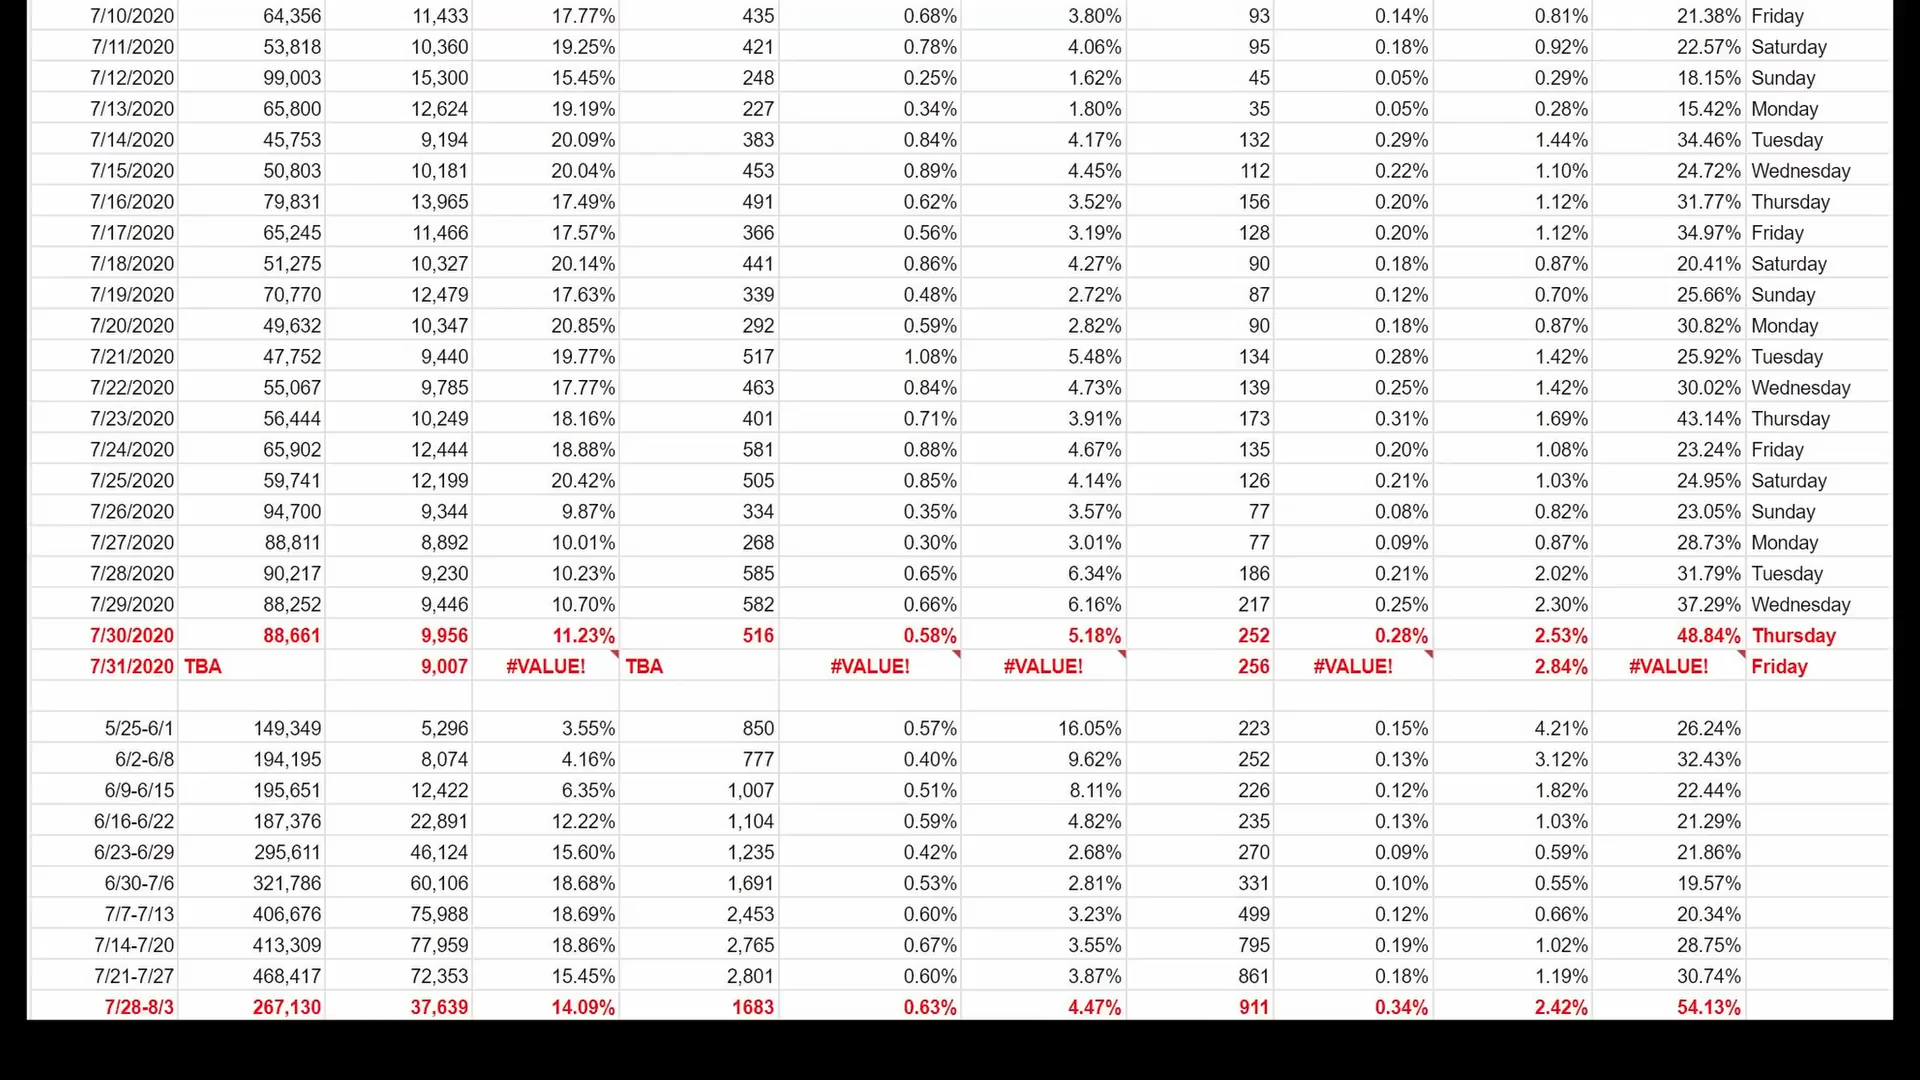 7/10/2020 64,356 11,433 17.77% 435 0.68% 3.80% 93 0.14% 0.81% 21.38% Friday
7/11/2020 53,818 10,360 19.25% 421 0.78% 4.06% 95 0.18% 0.92% 22.57% Saturday
7/12/2020 99,003 15,300 15.45% 248 0.25% 1.62% 45 0.05% 0.29% 18.15% Sunday
7/13/2020 65,800 12,624 19.19% 227 0.34% 1.80% 35 0.05% 0.28% 15.42% Monday
7/14/2020 45,753 9,194 20.09% 383 0.84% 4.17% 132 0.29% 1.44% 34.46% Tuesday
7/15/2020 50,803 10,181 20.04% 453 0.89% 4.45% 112 0.22% 1.10% 24.72% Wednesday
7/16/2020 79,831 13,965 17.49% 491 0.62% 3.52% 156 0.20% 1.12% 31.77% Thursday
7/17/2020 65,245 11,466 17.57% 366 0.56% 3.19% 128 0.20% 1.12% 34.97% Friday
7/18/2020 51,275 10,327 20.14% 441 0.86% 4.27% 90 0.18% 0.87% 20.41% Saturday
7/19/2020 70,770 12,479 17.63% 339 0.48% 2.72% 87 0.12% 0.70% 25.66% Sunday
7/20/2020 49,632 10,347 20.85% 292 0.59% 2.82% 90 0.18% 0.87% 30.82% Monday
7/21/2020 47,752 9,440 19.77% 517 1.08% 5.48% 134 0.28% 1.42% 25.92% Tuesday
7/22/2020 55,067 9,785 17.77% 463 0.84% 4.73% 139 0.25% 1.42% 30.02% Wednesday
7/23/2020 56,444 10,249 18.16% 401 0.71% 3.91% 173 0.31% 1.69% 43.14% Thursday
7/24/2020 65,902 12,444 18.88% 581 0.88% 4.67% 135 0.20% 1.08% 23.24% Friday
7/25/2020 59,741 12,199 20.42% 505 0.85% 4.14% 126 0.21% 1.03% 24.95% Saturday
7/26/2020 94,700 9,344 9.87% 334 0.35% 3.57% 77 0.08% 0.82% 23.05% Sunday
7/27/2020 88,811 8,892 10.01% 268 0.30% 3.01% 77 0.09% 0.87% 28.73% Monday
7/28/2020 90,217 9,230 10.23% 585 0.65% 6.34% 186 0.21% 2.02% 31.79% Tuesday
7/29/2020 88,252 9,446 10.70% 582 0.66% 6.16% 217 0.25% 2.30% 37.29% Wednesday
7/30/2020 88,661 9,956 11.23% 516 0.58% 5.18% 252 0.28% 2.53% 48.84% Thursday
7/31/2020 TBA 9,007 #VALUE! TBA #VALUE! #VALUE! 256 #VALUE! 2.84% #VALUE! Friday
5/25-6/1 149,349 5,296 3.55% 850 0.57% 16.05% 223 0.15% 4.21% 26.24%
6/2-6/8 194,195 8,074 4.16% 777 0.40% 9.62% 252 0.13% 3.12% 32.43%
6/9-6/15 195,651 12,422 6.35% 1,007 0.51% 8.11% 226 0.12% 1.82% 22.44%
6/16-6/22 187,376 22,891 12.22% 1,104 0.59% 4.82% 235 0.13% 1.03% 21.29%
6/23-6/29 295,611 46,124 15.60% 1,235 0.42% 2.68% 270 0.09% 0.59% 21.86%
6/30-7/6 321,786 60,106 18.68% 1,691 0.53% 2.81% 331 0.10% 0.55% 19.57%
7/7-7/13 406,676 75,988 18.69% 2,453 0.60% 3.23% 499 0.12% 0.66% 20.34%
7/14-7/20 413,309 77,959 18.86% 2,765 0.67% 3.55% 795 0.19% 1.02% 28.75%
7/21-7/27 468,417 72,353 15.45% 2,801 0.60% 3.87% 861 0.18% 1.19% 30.74%
7/28-8/3 267,130 37,639 14.09% 1683 0.63% 4.47% 911 0.34% 2.42% 54.13%